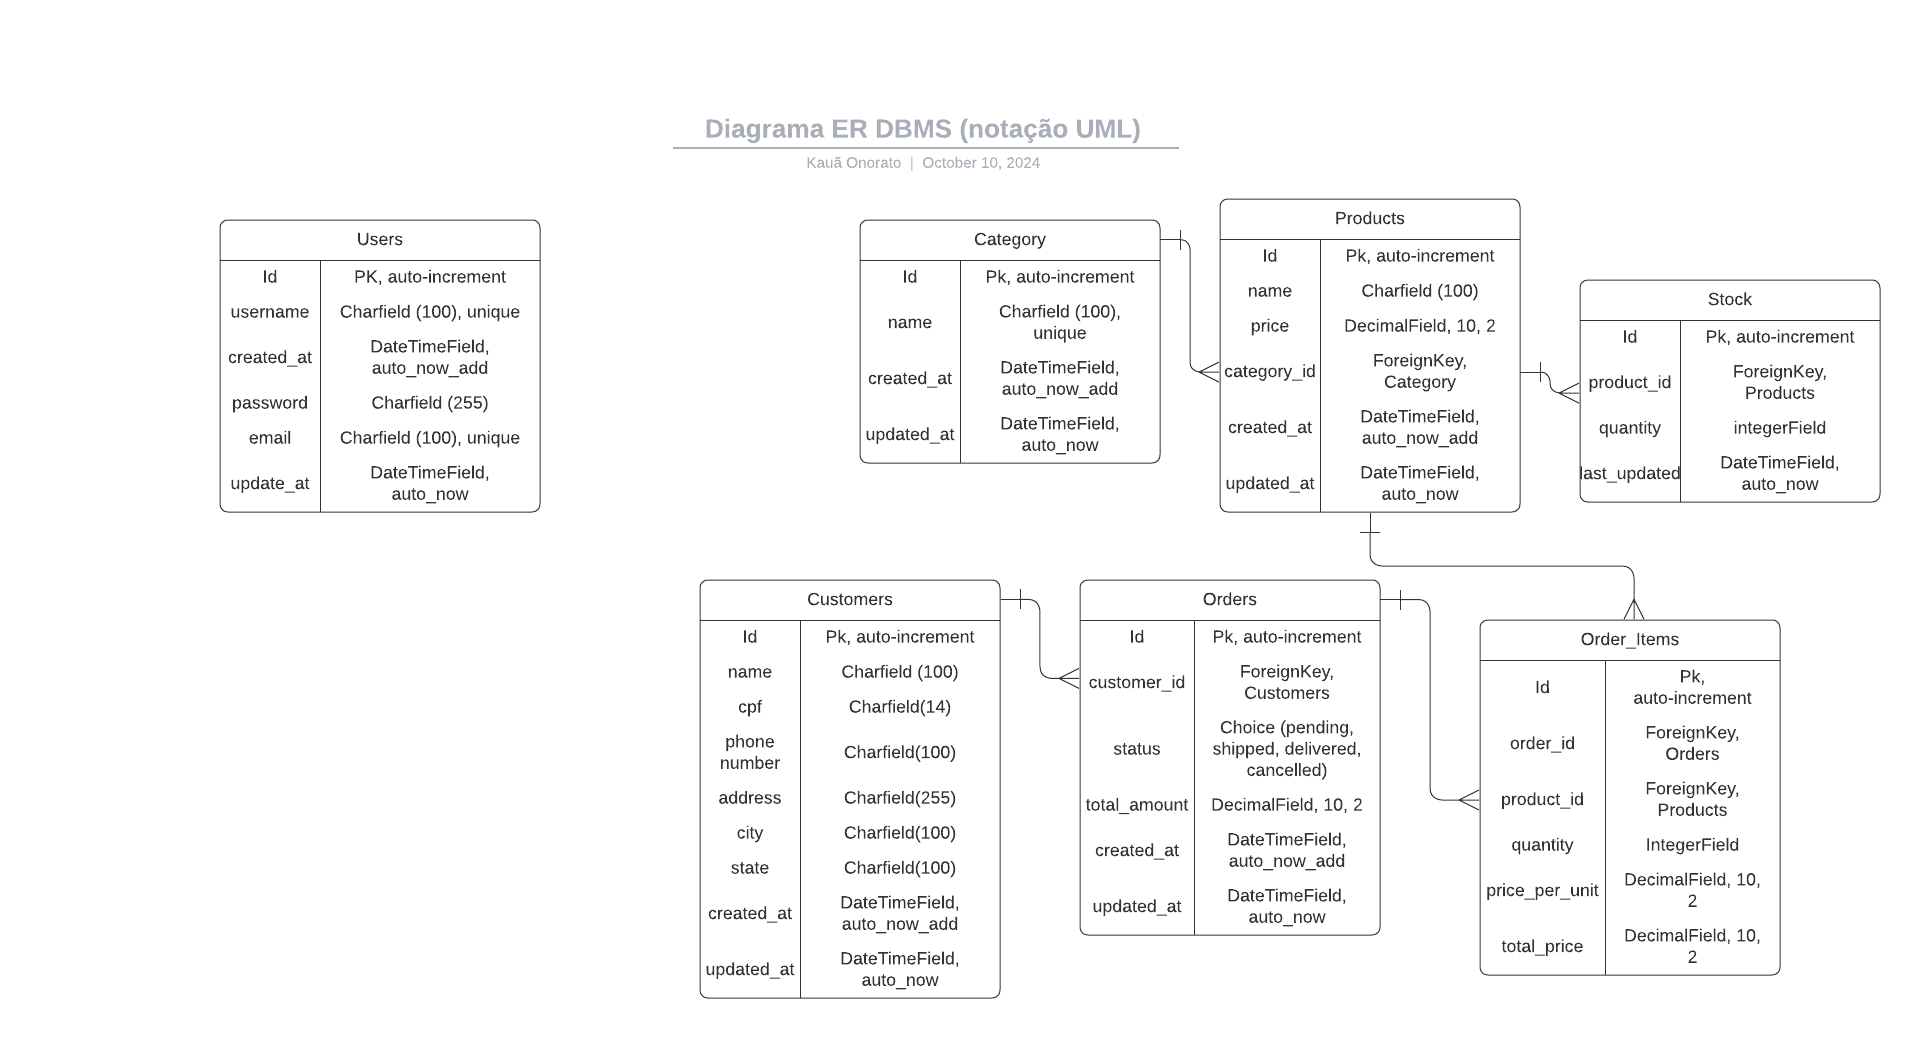 Diagrama ER DBMS (notação UML)
Kauã Onorato | October 10, 2024
Users
Id
PK, auto-increment
username
Charfield (100), unique
created_at
DateTimeField,
auto_now_add
password
Charfield (255)
email
Charfield (100), unique
update_at
DateTimeField,
auto_now
Category
Id
Pk, auto-increment
name
Charfield (100),
unique
created_at
DateTimeField,
auto_now_add
updated_at
DateTimeField,
auto_now
Products
Id
Pk, auto-increment
name
Charfield (100)
price
DecimalField, 10, 2
category_id
ForeignKey,
Category
created_at
DateTimeField,
auto_now_add
updated_at
DateTimeField,
auto_now
Stock
Id
Pk, auto-increment
product_id
ForeignKey,
Products
quantity
integerField
last_updated
DateTimeField,
auto_now
Customers
Id
Pk, auto-increment
name
Charfield (100)
cpf
Charfield(14)
phone
number
Charfield(100)
address
Charfield(255)
city
Charfield(100)
state
Charfield(100)
created_at
DateTimeField,
auto_now_add
updated_at
DateTimeField,
auto_now
Orders
Id
Pk, auto-increment
customer_id
ForeignKey,
Customers
status
Choice (pending,
shipped, delivered,
cancelled)
total_amount
DecimalField, 10, 2
created_at
DateTimeField,
auto_now_add
updated_at
DateTimeField,
auto_now
Order_Items
Id
Pk,
auto-increment
order_id
ForeignKey,
Orders
product_id
ForeignKey,
Products
quantity
IntegerField
price_per_unit
DecimalField, 10,
2
total_price
DecimalField, 10,
2